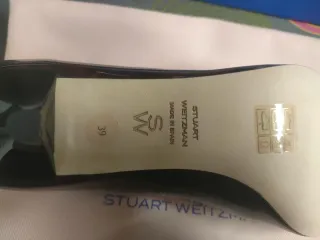 STUART
WEITZMAN
MADE IN SPAIN
SW
39
STUART WEITZM